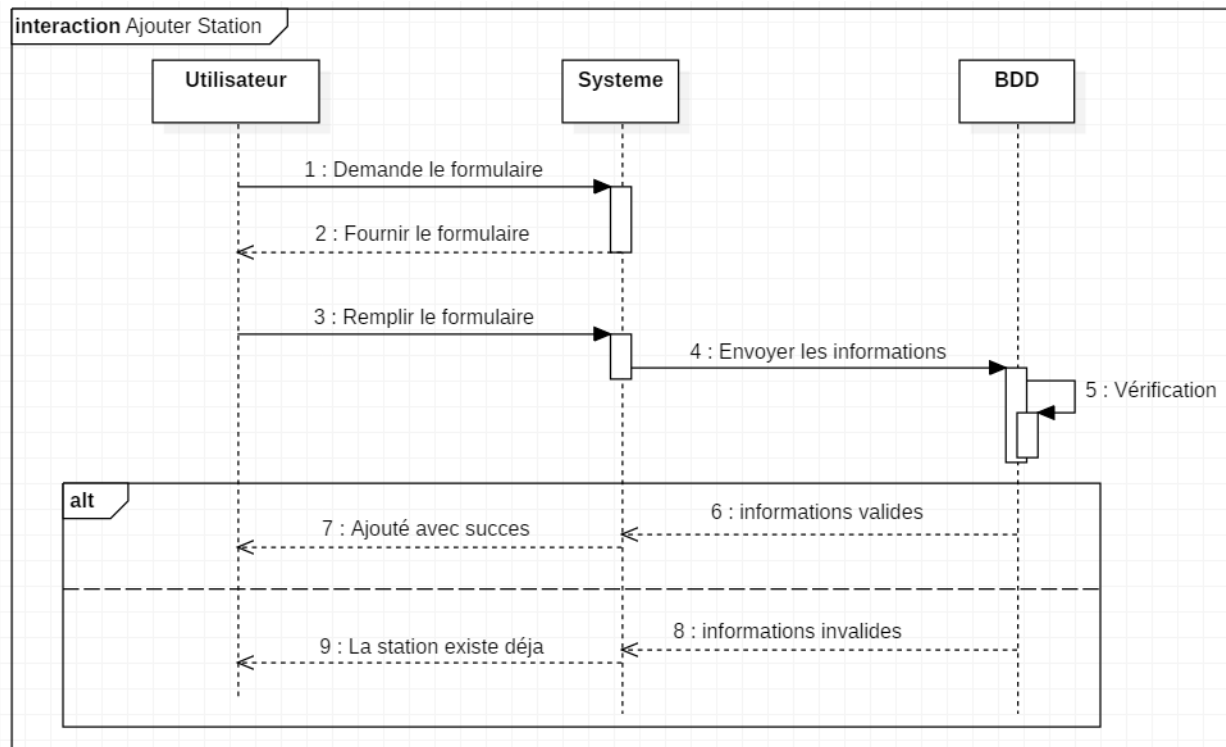 interaction Ajouter Station
Utilisateur
Systeme
BDD
1 : Demande le formulaire
2 : Fournir le formulaire
3 : Remplir le formulaire
4 : Envoyer les informations
5 : Vérification
alt
6 : informations valides
7 : Ajouté avec succes
8 : informations invalides
9 : La station existe déja